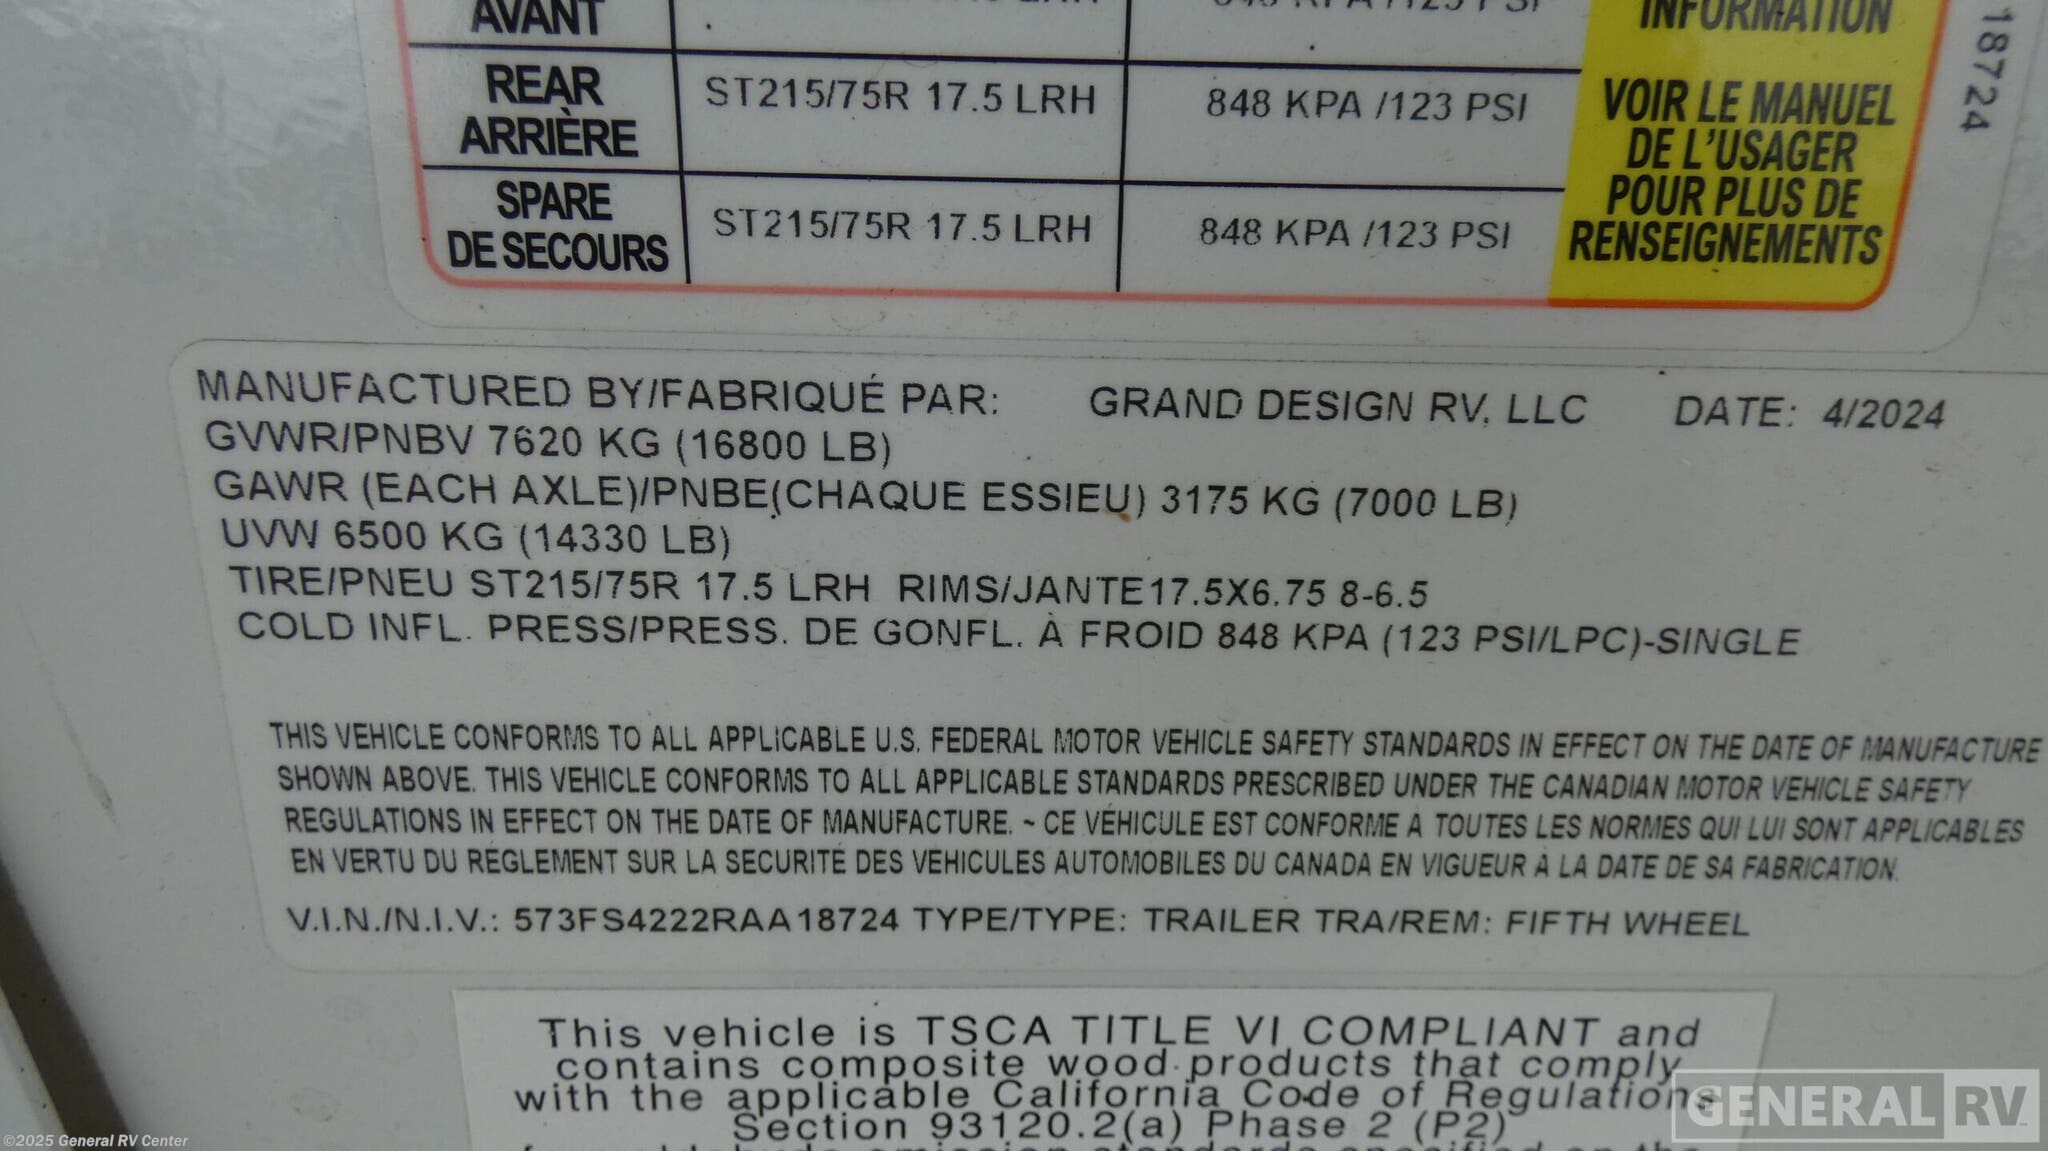 AVANT
INFORMATION
REAR ST215/75R 17.5 LRH 848 KPA /123 PSI
ARRIÈRE
VOIR LE MANUEL
DE L'USAGER
POUR PLUS DE
RENSEIGNEMENTS
SPARE ST215/75R 17.5 LRH 848 KPA /123 PSI
DE SECOURS
18724
MANUFACTURED BY/FABRIQUÉ PAR: GRAND DESIGN RV, LLC DATE: 4/2024
GVWR/PNBV 7620 KG (16800 LB)
GAWR (EACH AXLE)/PNBE(CHAQUE ESSIEU) 3175 KG (7000 LB)
UVW 6500 KG (14330 LB)
TIRE/PNEU ST215/75R 17.5 LRH RIMS/JANTE17.5X6.75 8-6.5
COLD INFL. PRESS/PRESS. DE GONFL. À FROID 848 KPA (123 PSI/LPC)-SINGLE
THIS VEHICLE CONFORMS TO ALL APPLICABLE U.S. FEDERAL MOTOR VEHICLE SAFETY STANDARDS IN EFFECT ON THE DATE OF MANUFACTURE
SHOWN ABOVE. THIS VEHICLE CONFORMS TO ALL APPLICABLE STANDARDS PRESCRIBED UNDER THE CANADIAN MOTOR VEHICLE SAFETY
REGULATIONS IN EFFECT ON THE DATE OF MANUFACTURE. ~ CE VÉHICULE EST CONFORME À TOUTES LES NORMES QUI LUI SONT APPLICABLES
EN VERTU DU RÈGLEMENT SUR LA SÉCURITÉ DES VÉHICULES AUTOMOBILES DU CANADA EN VIGUEUR À LA DATE DE SA FABRICATION.
V.I.N./N.I.V.: 573FS4222RAA18724 TYPE/TYPE: TRAILER TRA/REM: FIFTH WHEEL
This vehicle is TSCA TITLE VI COMPLIANT and
contains composite wood products that comply
with the applicable California Code of Regulations
Section 93120.2(a) Phase 2 (P2)
GENERAL RV
©2025 General RV Center